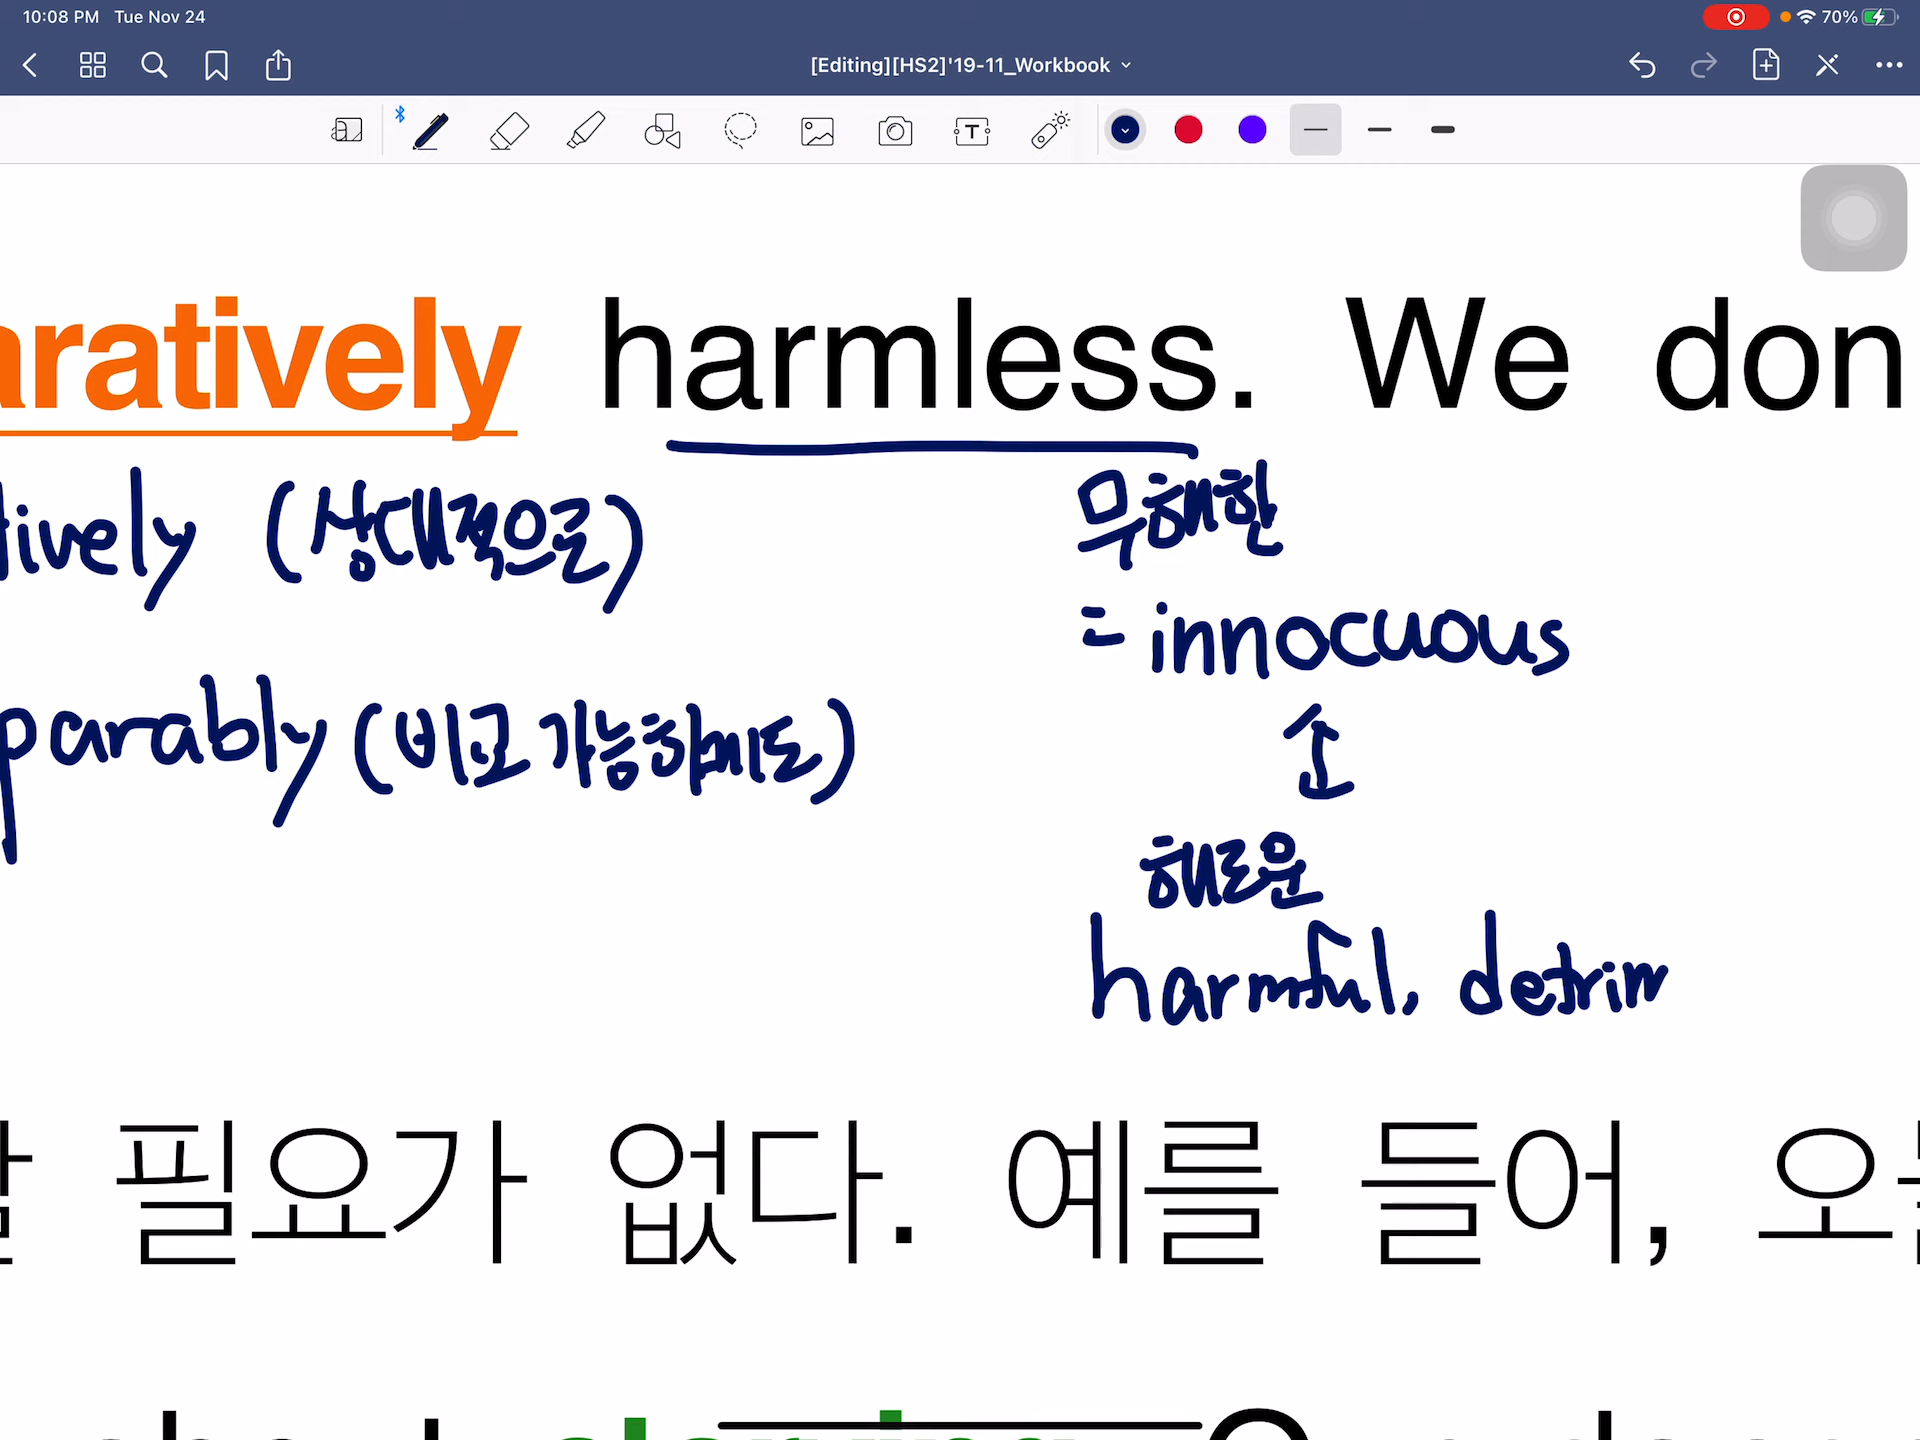 10:08 PM Tue Nov 24
70%
[Editing][HS2]'19-11_Workbook
T
aratively harmless. We don
tively (상대적으로)
무해한
= innocuous
parably (비교 가능하게도)
해로운
harmful, detrim
필요가 없다. 예를 들어,